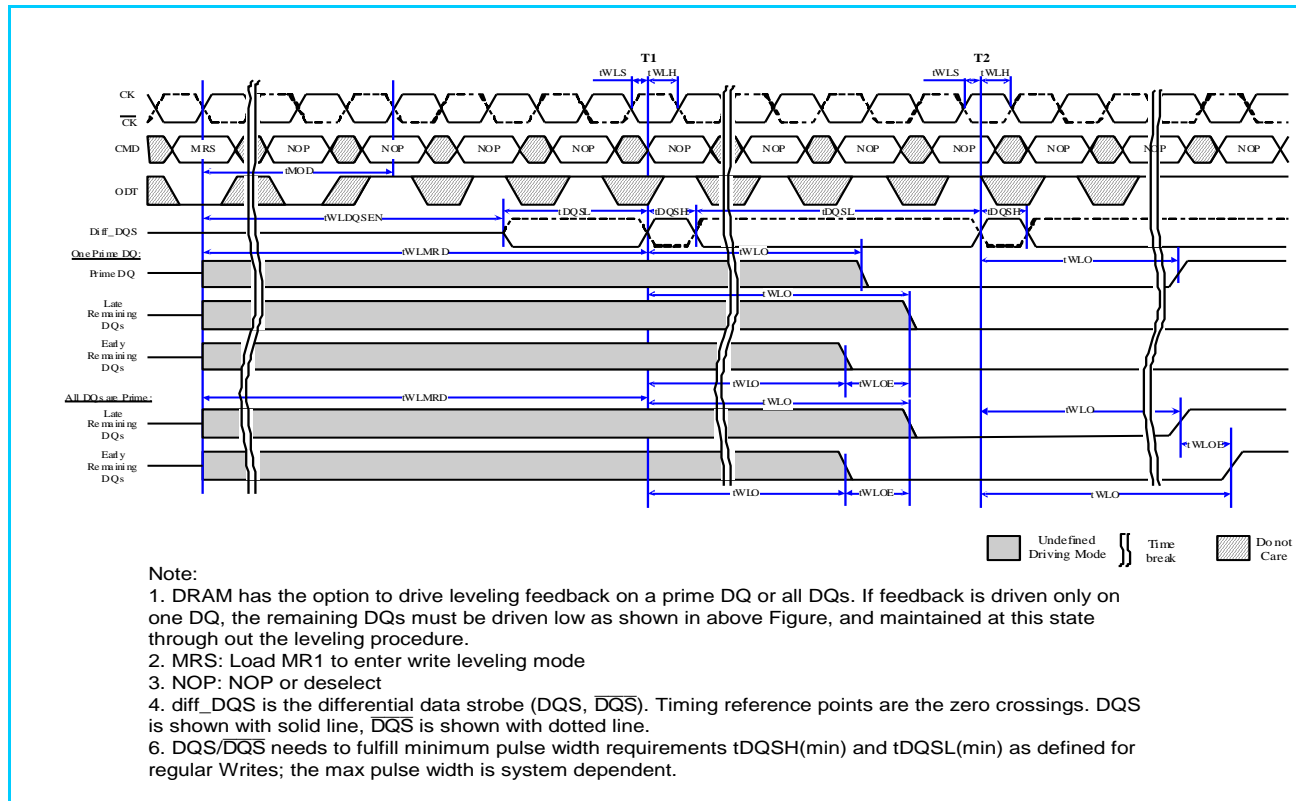 T1 T2
tWLS tWLH tWLS tWLH
CK
CK
CMD MRS NOP NOP NOP NOP NOP NOP NOP NOP NOP NOP NOP
tMOD
ODT
tWLDQSEN tDQSL tDQSH tDQSL tDQSH
Diff_DQS
tWLMRD tWLO tWLO
One Prime DQ:
Prime DQ
tWLO
Late
Remaining
DQs
Early
Remaining
DQs
tWLO tWLOE
All DQs are Prime:
tWLMRD tWLO tWLO
Late
Remaining
DQs
tWLOE
Early
Remaining
DQs
tWLO tWLOE tWLO
Undefined
Driving Mode
Time
break
Do not
Care
Note:
1. DRAM has the option to drive leveling feedback on a prime DQ or all DQs. If feedback is driven only on
one DQ, the remaining DQs must be driven low as shown in above Figure, and maintained at this state
through out the leveling procedure.
2. MRS: Load MR1 to enter write leveling mode
3. NOP: NOP or deselect
4. diff_DQS is the differential data strobe (DQS, DQS). Timing reference points are the zero crossings. DQS
is shown with solid line, DQS is shown with dotted line.
6. DQS/DQS needs to fulfill minimum pulse width requirements tDQSH(min) and tDQSL(min) as defined for
regular Writes; the max pulse width is system dependent.